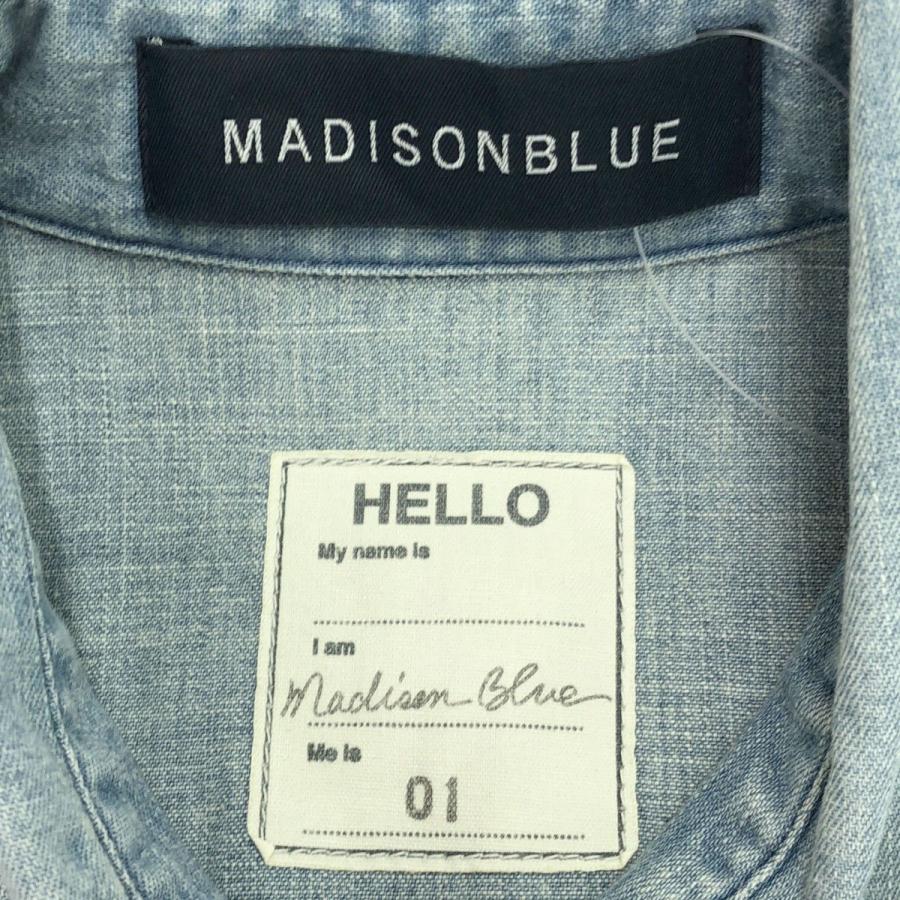 MADISONBLUE
HELLO
My name is
I am
Madison Blue
Me is
01